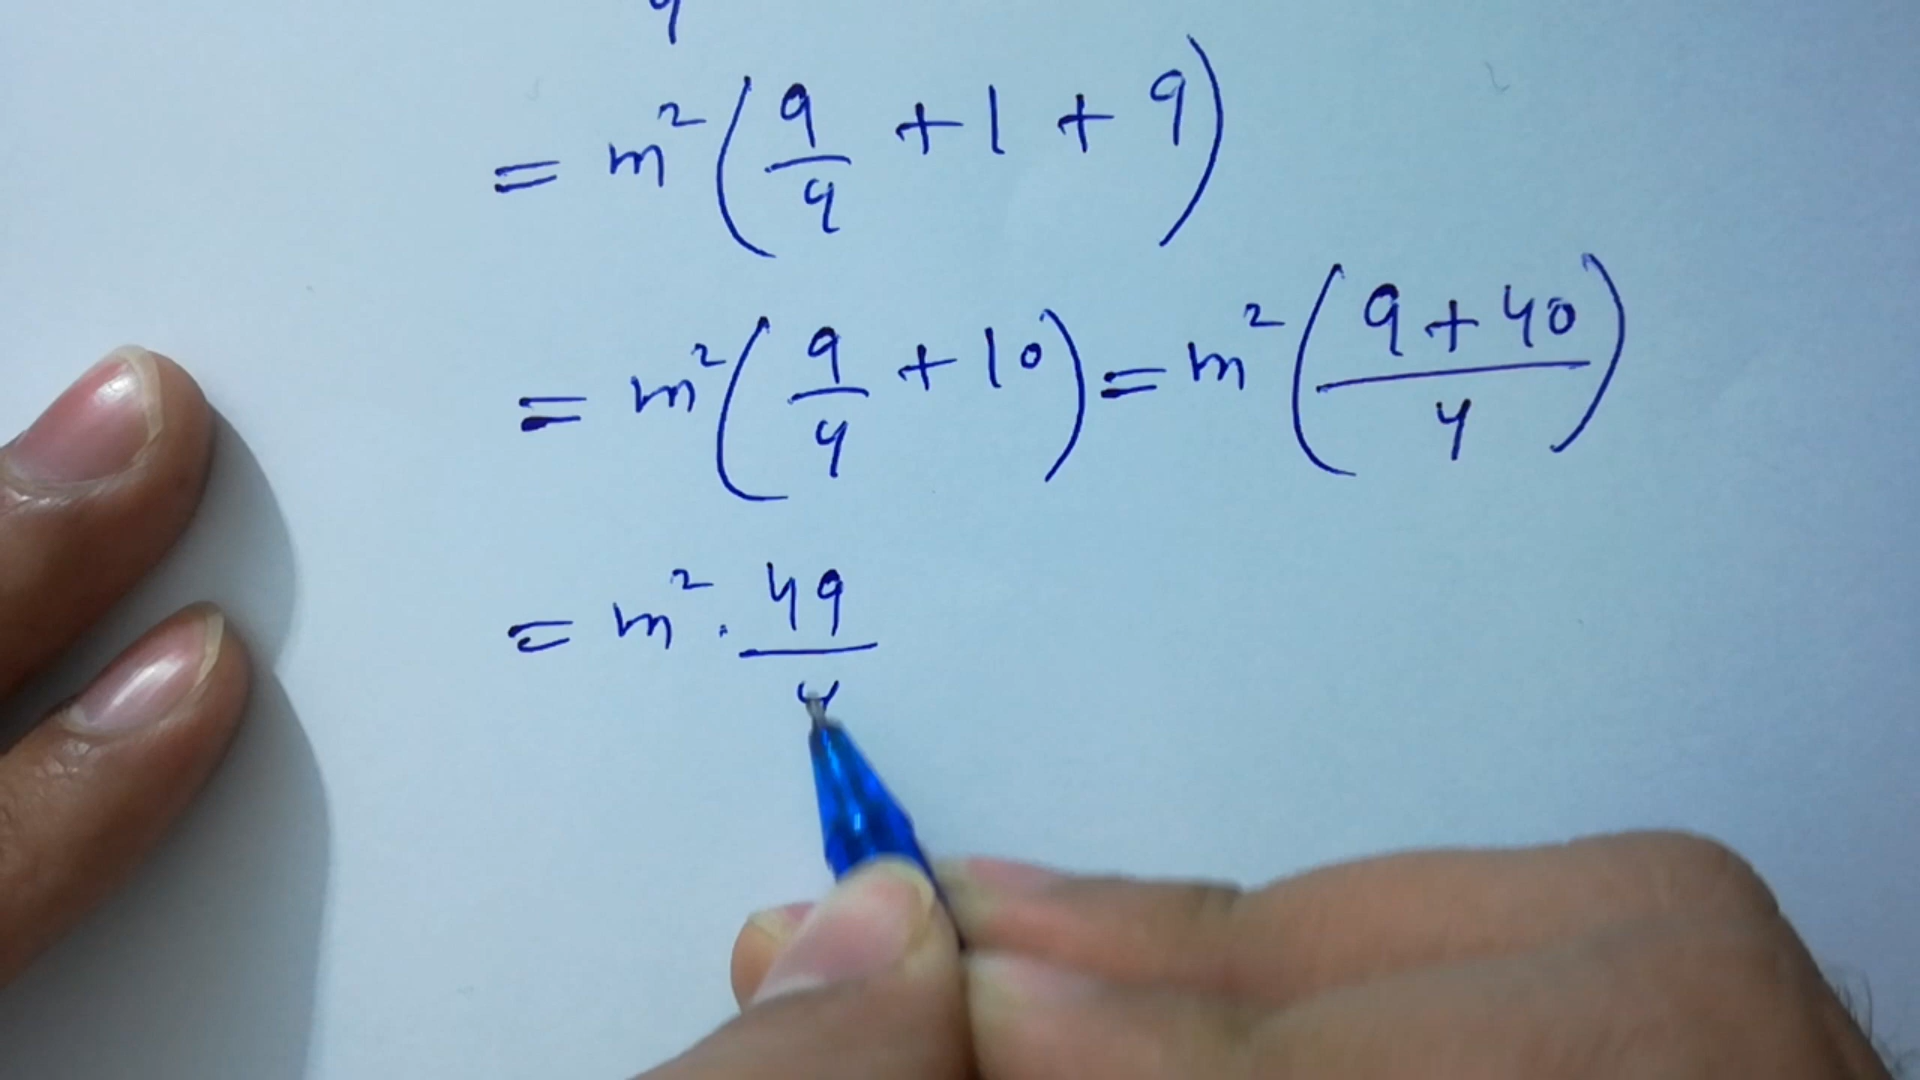 = m² (9/4 + 1 + 9)
= m² (9/4 + 10) = m² ((9 + 40)/4)
= m² · 49/4